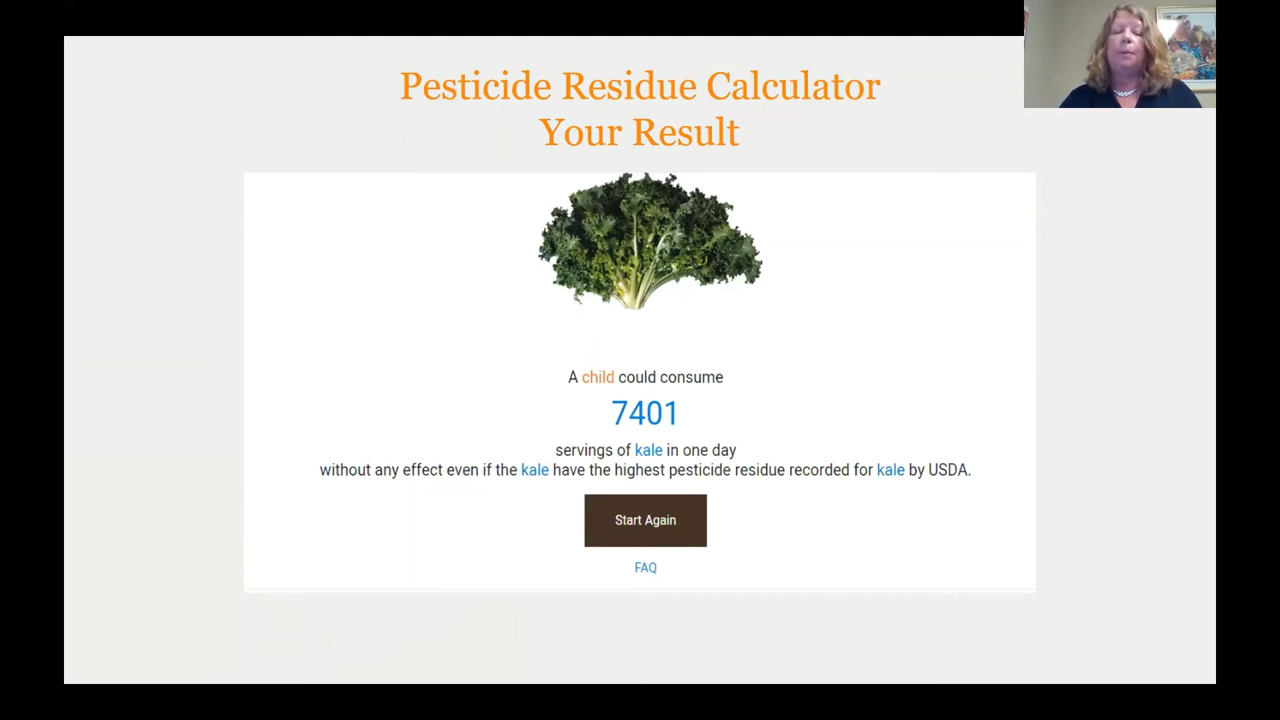 Pesticide Residue Calculator
Your Result
A child could consume
7401
servings of kale in one day
without any effect even if the kale have the highest pesticide residue recorded for kale by USDA.
Start Again
FAQ